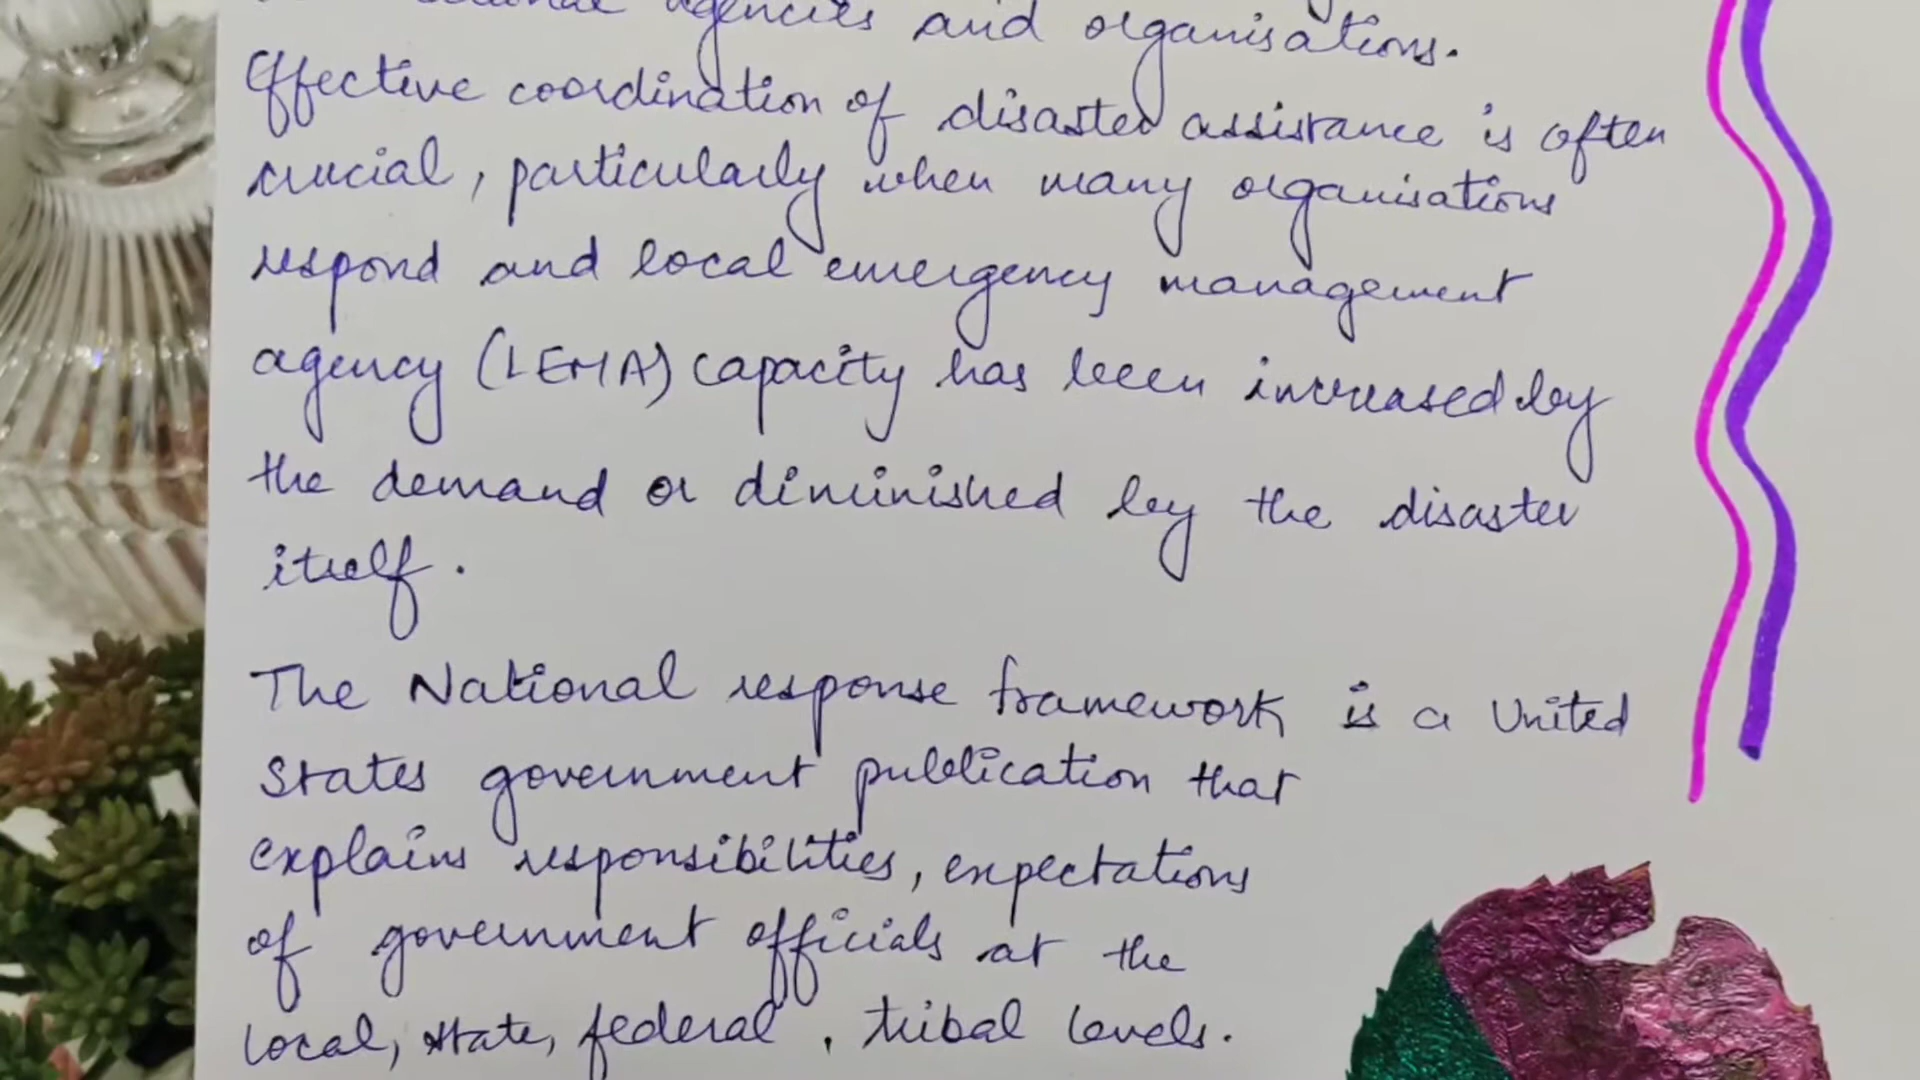 agencies and organisations.
Effective coordination of disaster assistance is often
crucial, particularly when many organisations
respond and local emergency management
agency (LEMA) capacity has been increased by
the demand or diminished by the disaster
itself.
The National response framework is a United
States government publication that
explains responsibilities, expectations
of government officials at the
local, state, federal, tribal levels.